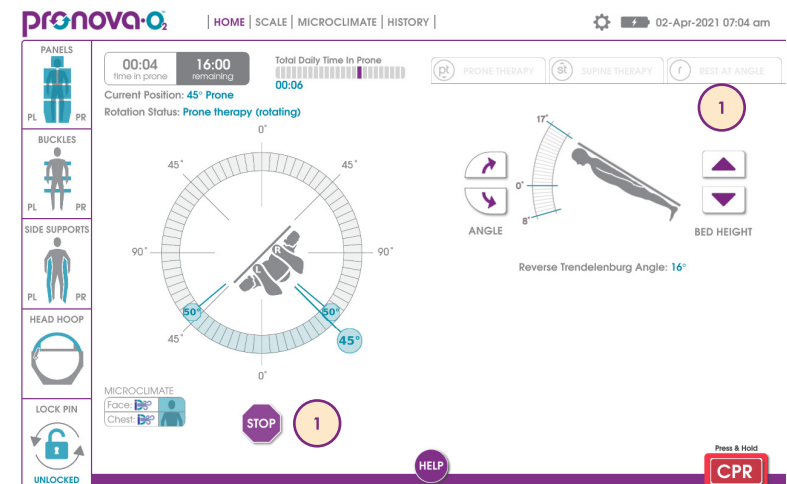 pronova·O2™
| HOME | SCALE | MICROCLIMATE | HISTORY |
02-Apr-2021 07:04 am
PANELS
PL PR
BUCKLES
PL PR
SIDE SUPPORTS
PL PR
HEAD HOOP
LOCK PIN
UNLOCKED
00:04
time in prone
16:00
remaining
Total Daily Time In Prone
00:06
Current Position: 45° Prone
Rotation Status: Prone therapy (rotating)
0°
45° 45°
90° 90°
R
L
50° 50°
45° 45°
0°
MICROCLIMATE
Face:
Chest:
STOP
1
pt PRONE THERAPY
st SUPINE THERAPY
r REST AT ANGLE
1
17°
0°
8°
ANGLE
BED HEIGHT
Reverse Trendelenburg Angle: 16°
HELP
Press & Hold
CPR